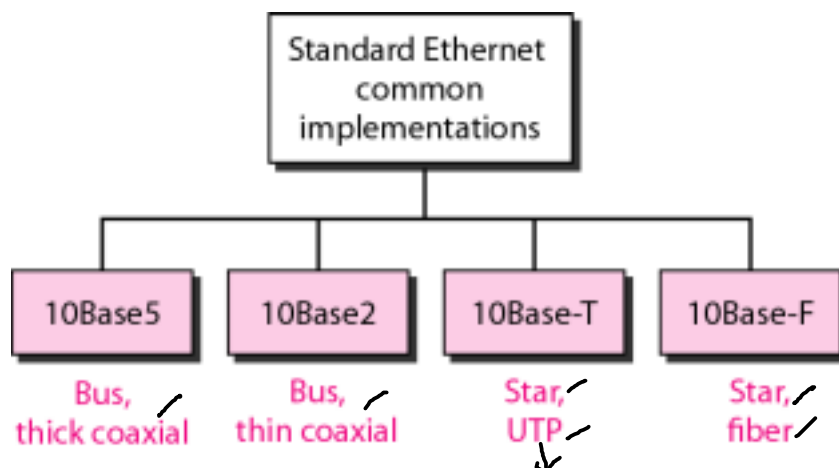 Standard Ethernet
common
implementations
10Base5
10Base2
10Base-T
10Base-F
Bus,
thick coaxial
Bus,
thin coaxial
Star,
UTP
Star,
fiber